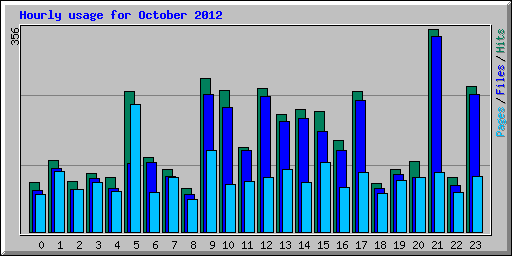 Hourly usage for October 2012
356
Pages / Files / Hits
0 1 2 3 4 5 6 7 8 9 10 11 12 13 14 15 16 17 18 19 20 21 22 23